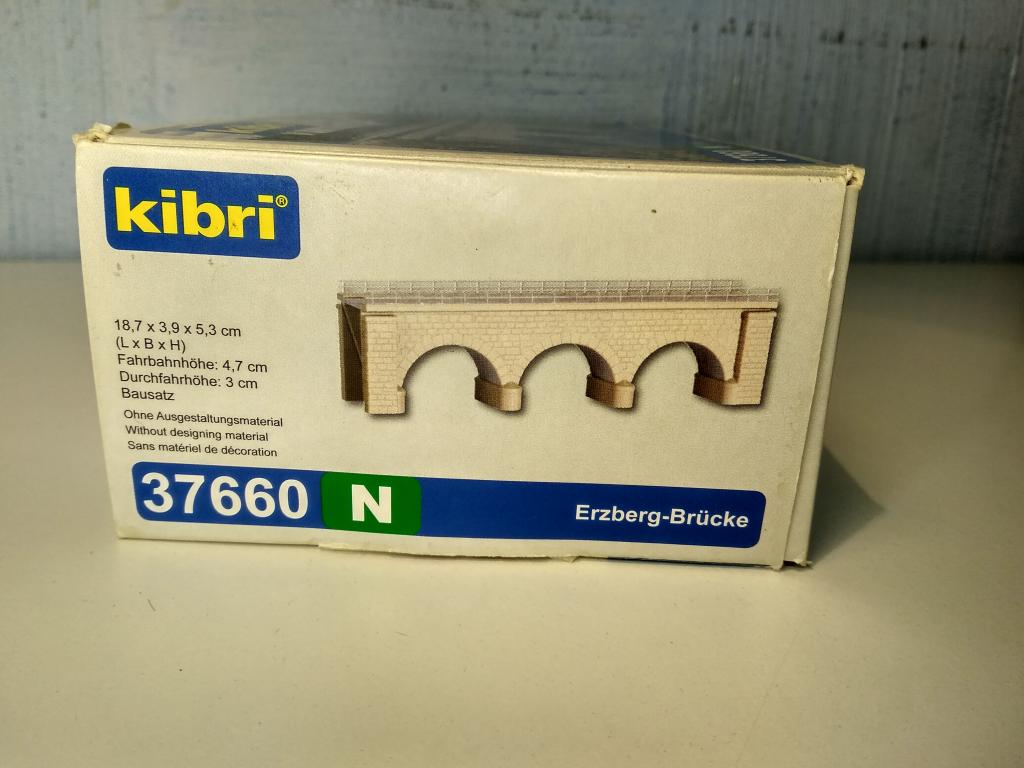 kibri®
18,7 x 3,9 x 5,3 cm
(L x B x H)
Fahrbahnhöhe: 4,7 cm
Durchfahrhöhe: 3 cm
Bausatz
Ohne Ausgestaltungsmaterial
Without designing material
Sans matériel de décoration
37660 N Erzberg-Brücke